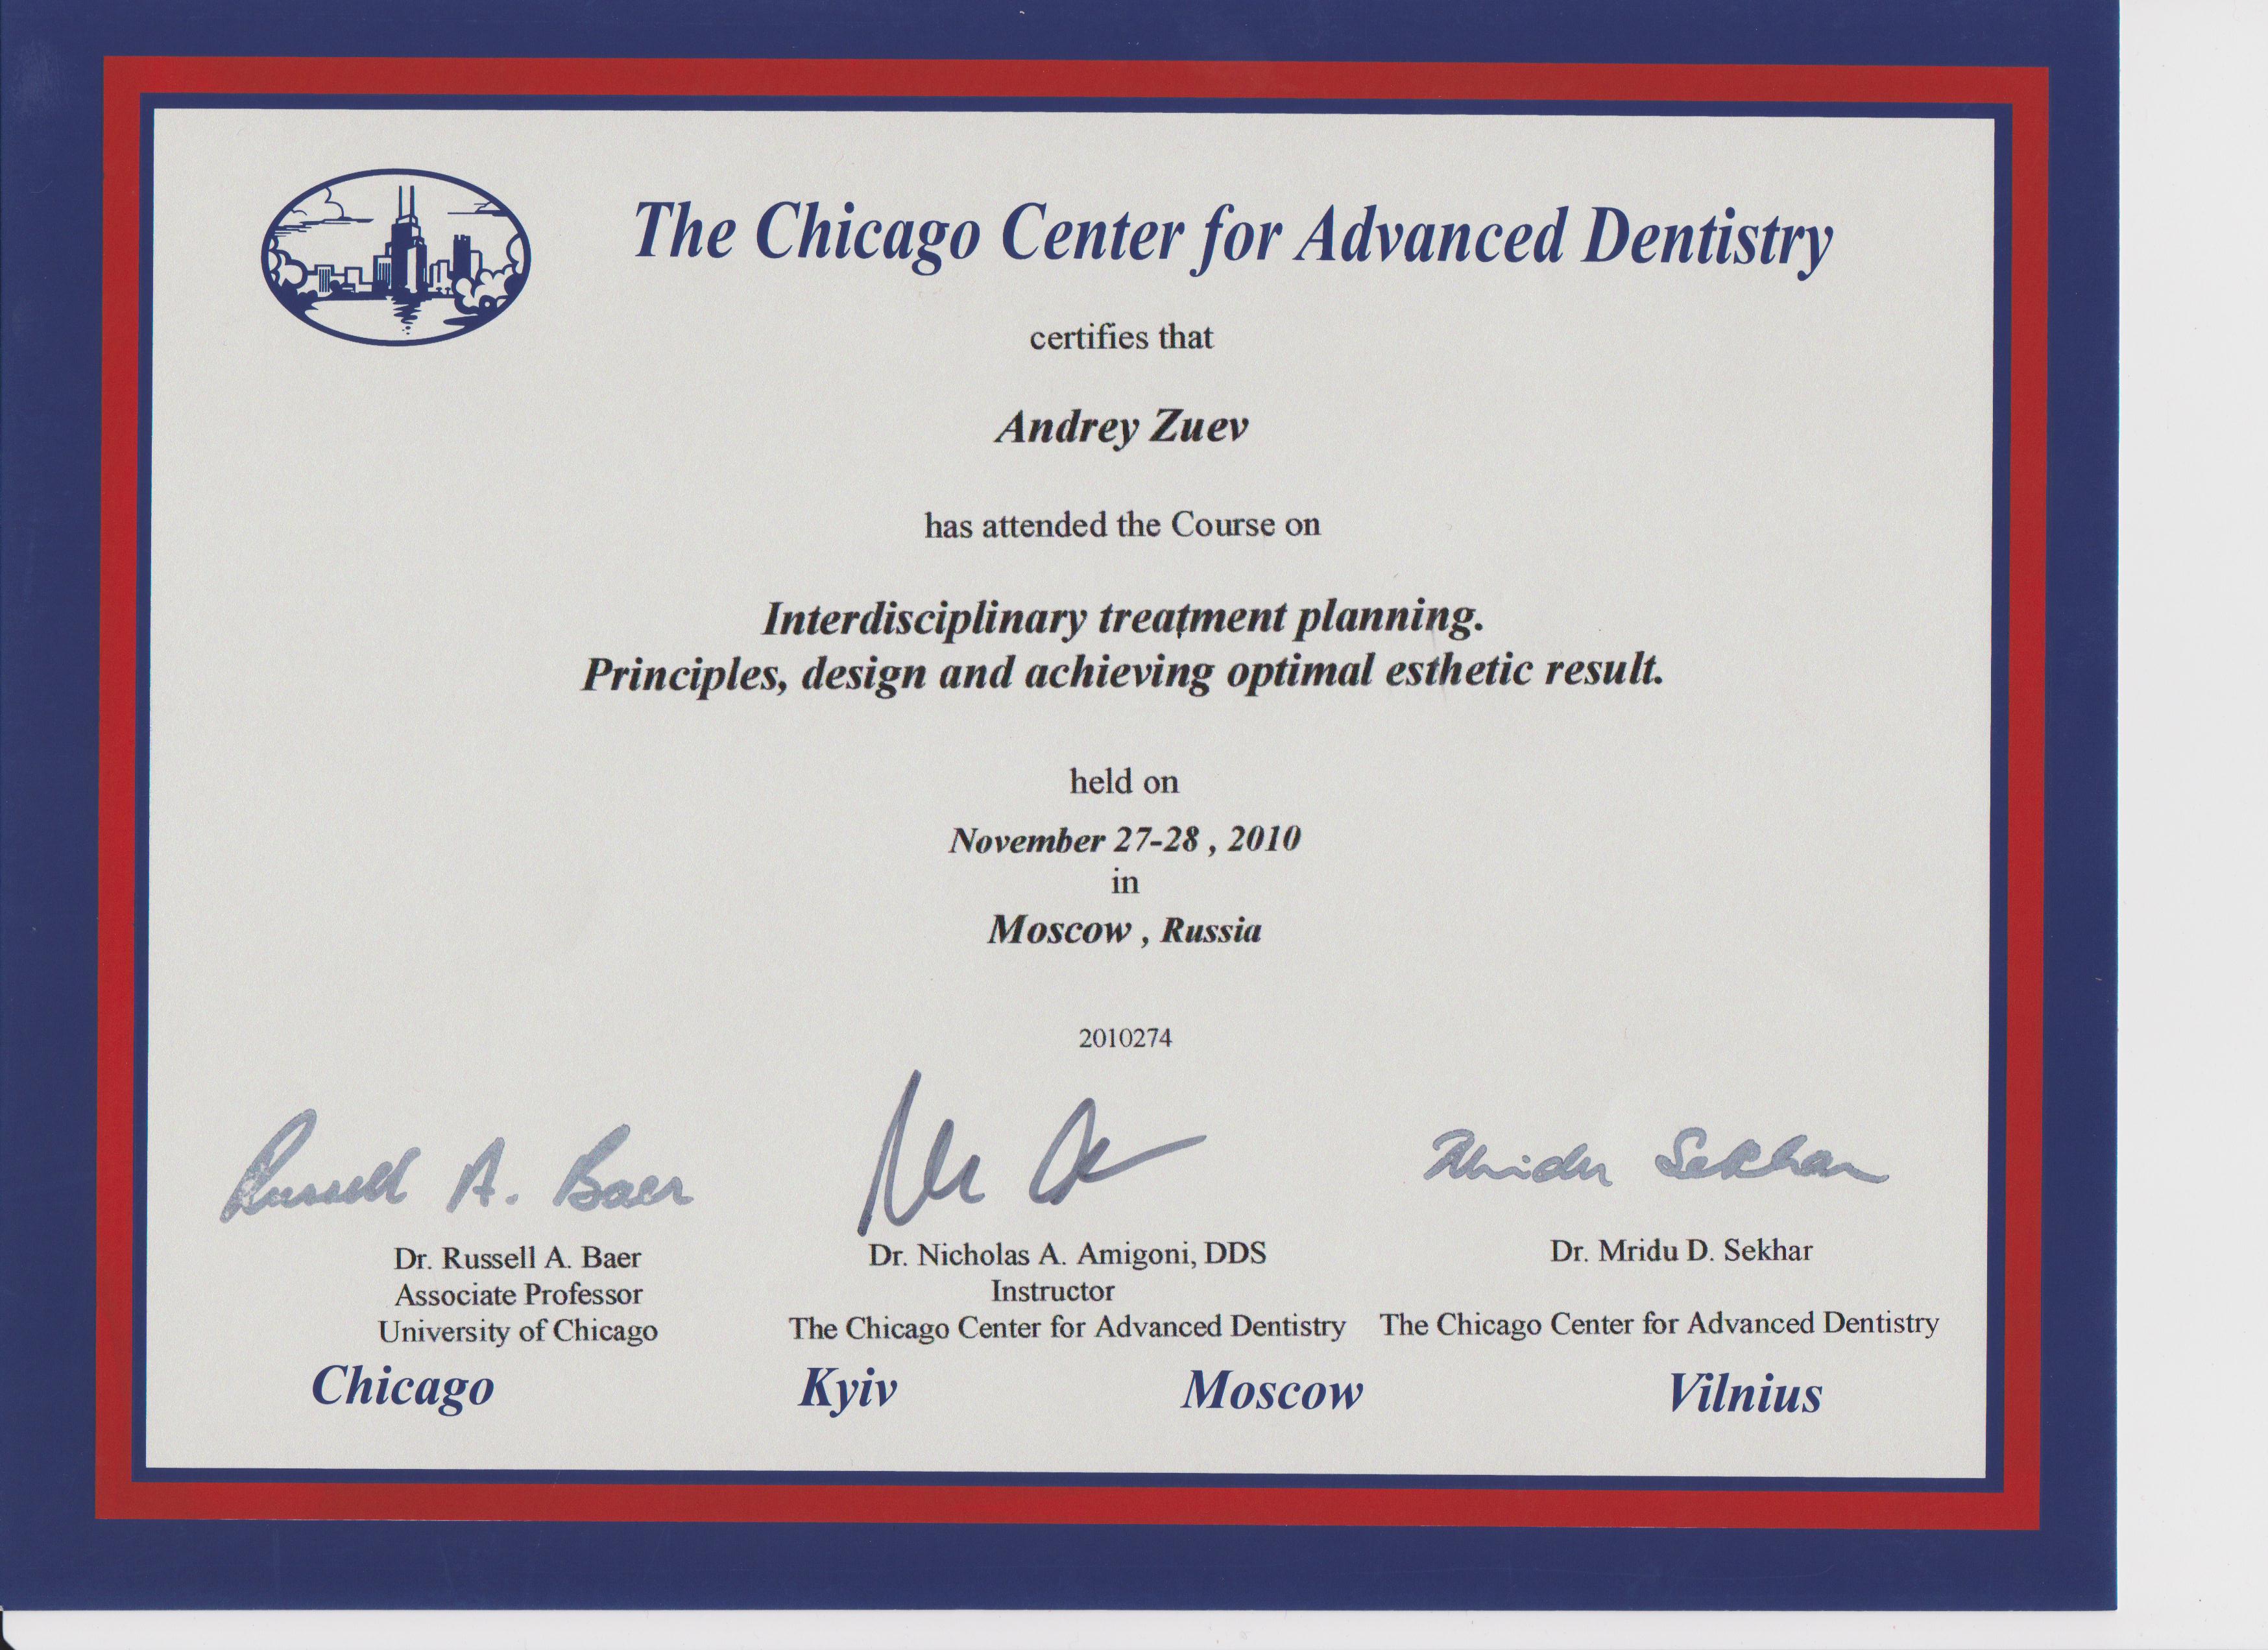 The Chicago Center for Advanced Dentistry
certifies that
Andrey Zuev
has attended the Course on
Interdisciplinary treatment planning.
Principles, design and achieving optimal esthetic result.
held on
November 27-28 , 2010
in
Moscow , Russia
2010274
Russell A. Baer
Mridu Sekhar
Dr. Russell A. Baer
Associate Professor
University of Chicago
Dr. Nicholas A. Amigoni, DDS
Instructor
The Chicago Center for Advanced Dentistry
Dr. Mridu D. Sekhar
The Chicago Center for Advanced Dentistry
Chicago Kyiv Moscow Vilnius